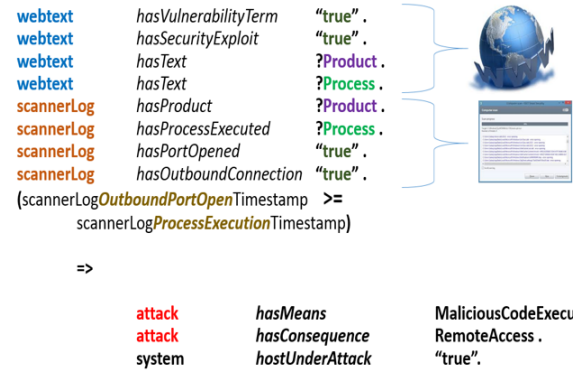 webtext hasVulnerabilityTerm “true” .
webtext hasSecurityExploit “true” .
webtext hasText ?Product .
webtext hasText ?Process .
scannerLog hasProduct ?Product .
scannerLog hasProcessExecuted ?Process .
scannerLog hasPortOpened “true” .
scannerLog hasOutboundConnection “true” .
(scannerLogOutboundPortOpenTimestamp >=
scannerLogProcessExecutionTimestamp)
=>
attack hasMeans MaliciousCodeExecu
attack hasConsequence RemoteAccess .
system hostUnderAttack “true”.